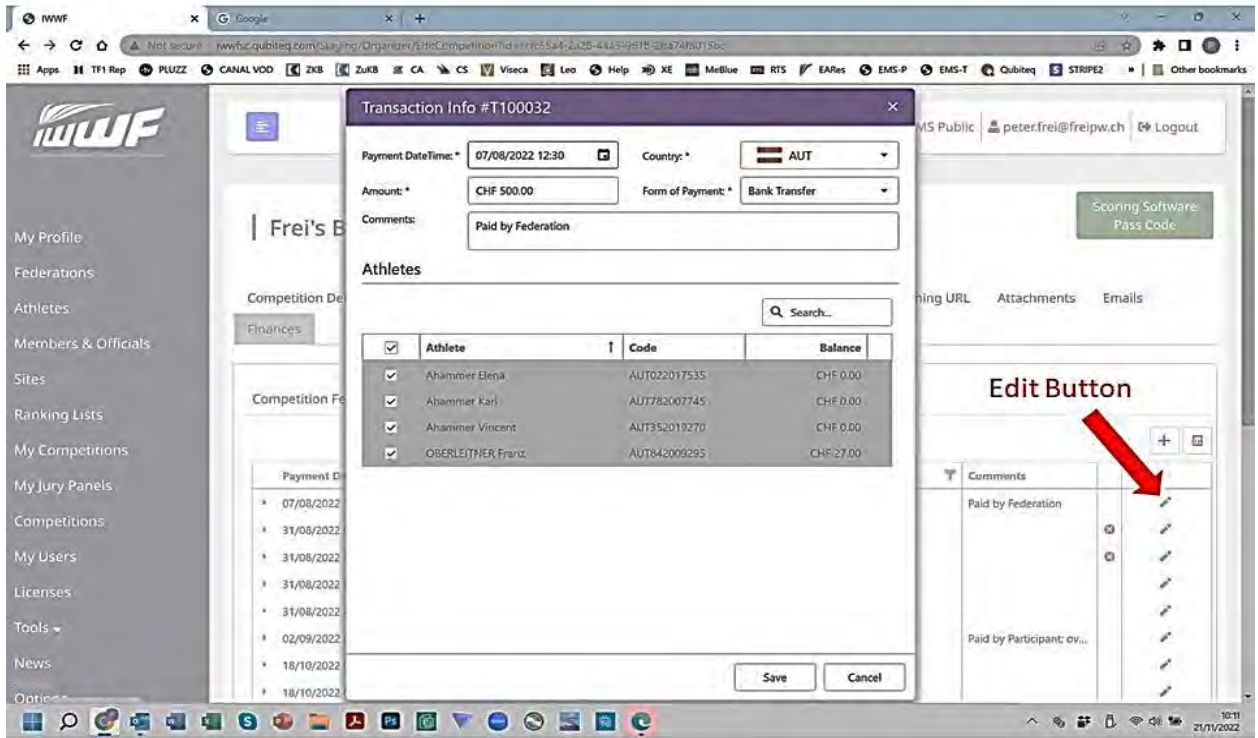 IWWF
Google
Not secure
Apps TF1 Rep PLUZZ CANALVOD ZKB ZuKB CA CS Viseca Leo Help XE MeBlue RTS EARes EMS-P EMS-T Qubiteq STRIPE2 Other bookmarks
IWWF
Transaction Info #T100032
MS Public peter.frei@freipw.ch Logout
Payment DateTime: * 07/08/2022 12:30 Country: * AUT
Amount: * CHF 500.00 Form of Payment: * Bank Transfer
Comments: Paid by Federation
Scoring Software
Pass Code
Frei's B
My Profile
Federations
Athletes
Members & Officials
Sites
Ranking Lists
My Competitions
My Jury Panels
Competitions
My Users
Licenses
Tools
News
Athletes
Competition De
ning URL Attachments Emails
Finances
Search...
Athlete Code Balance
Ahammer Elena AUT022017535 CHF 0.00
Ahammer Karl AUT782007745 CHF 0.00
Ahammer Vincent AUT352019270 CHF 0.00
OBERLEITNER Franz AUT842009295 CHF 27.00
Competition Fe
Edit Button
Payment D Comments
07/08/2022 Paid by Federation
31/08/2022
31/08/2022
31/08/2022
31/08/2022
02/09/2022 Paid by Participant: ov...
18/10/2022
18/10/2022
Save Cancel
10:11
21/11/2022